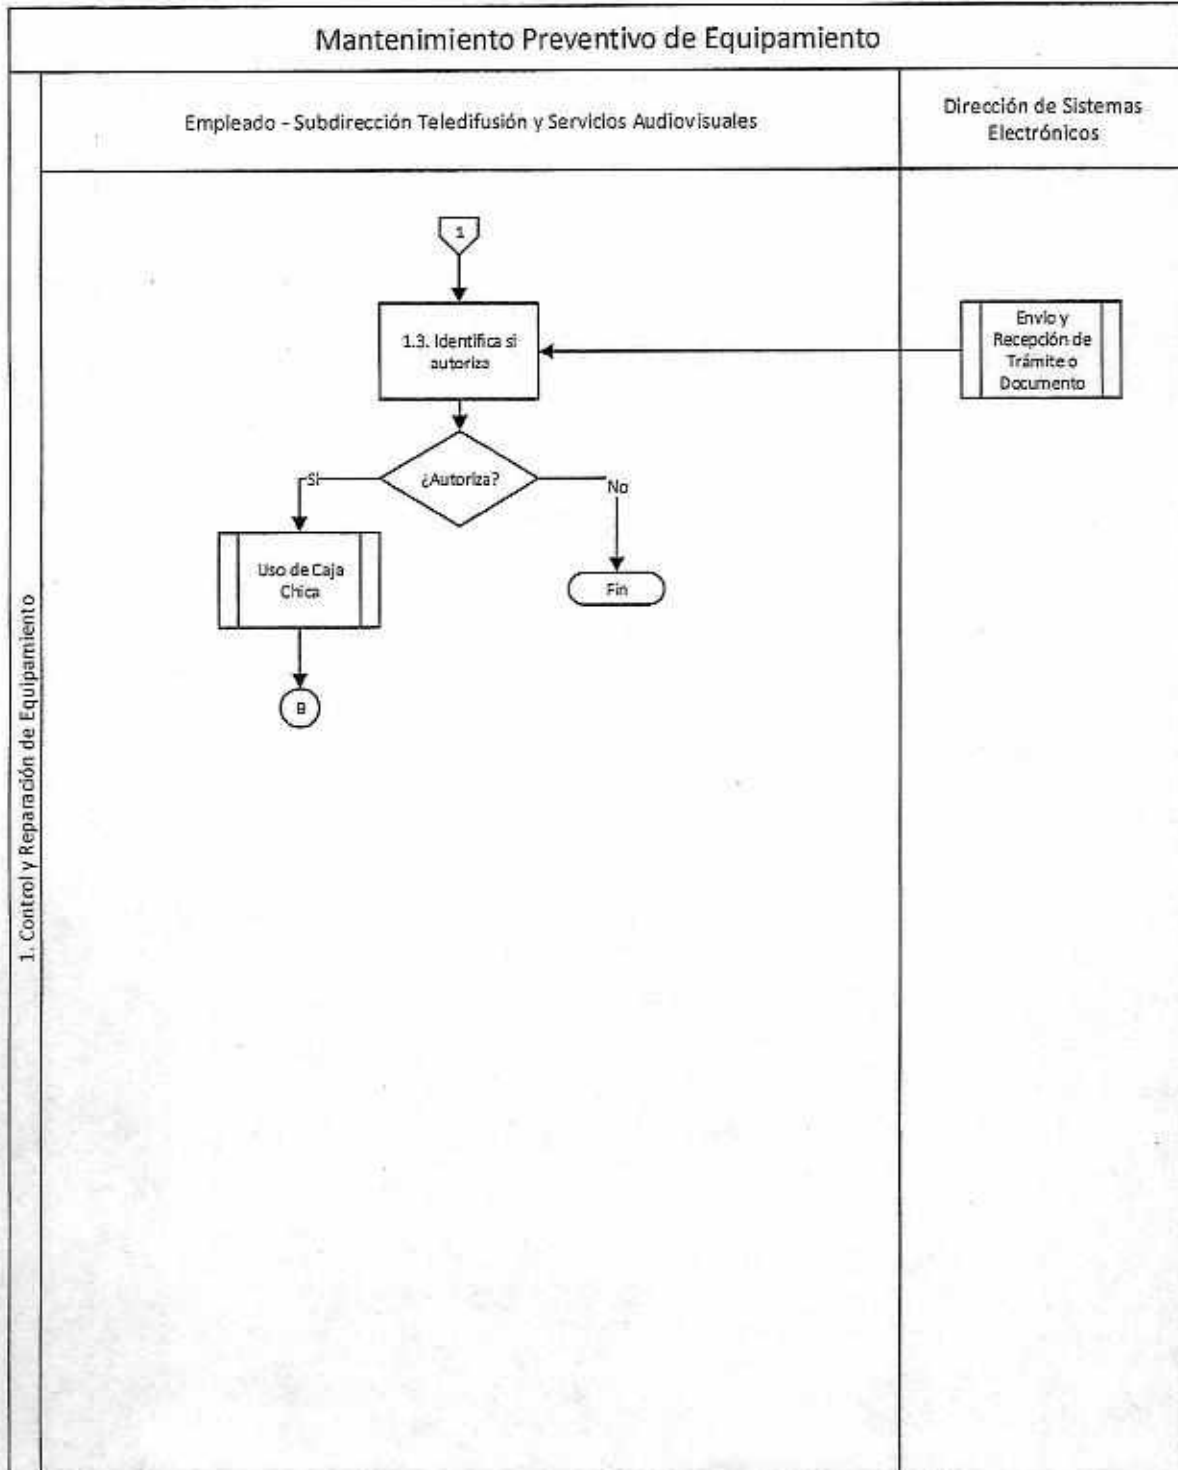 Mantenimiento Preventivo de Equipamiento
Empleado - Subdirección Teledifusión y Servicios Audiovisuales
Dirección de Sistemas
Electrónicos
1
1.3. Identifica si
autoriza
Envío y
Recepción de
Trámite o
Documento
¿Autoriza?
Si
No
Uso de Caja
Chica
Fin
B
1. Control y Reparación de Equipamiento